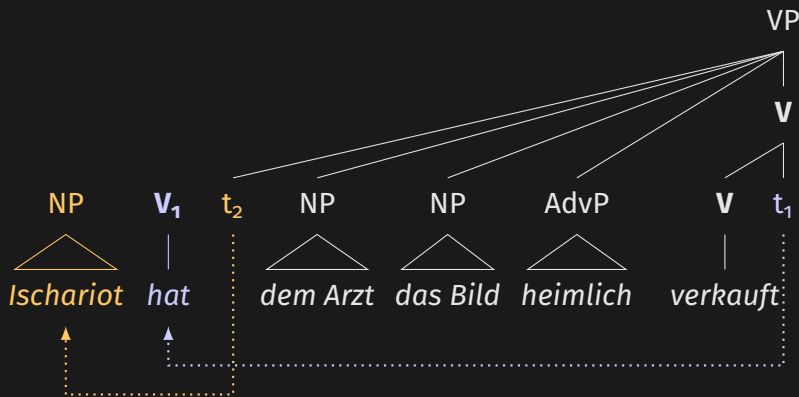 VP
V
NP V₁ t₂ NP NP AdvP V t₁
Ischariot hat dem Arzt das Bild heimlich verkauft